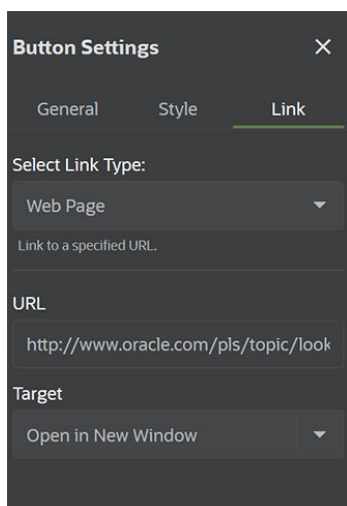 Button Settings
General Style Link
Select Link Type:
Web Page
Link to a specified URL.
URL
http://www.oracle.com/pls/topic/look
Target
Open in New Window